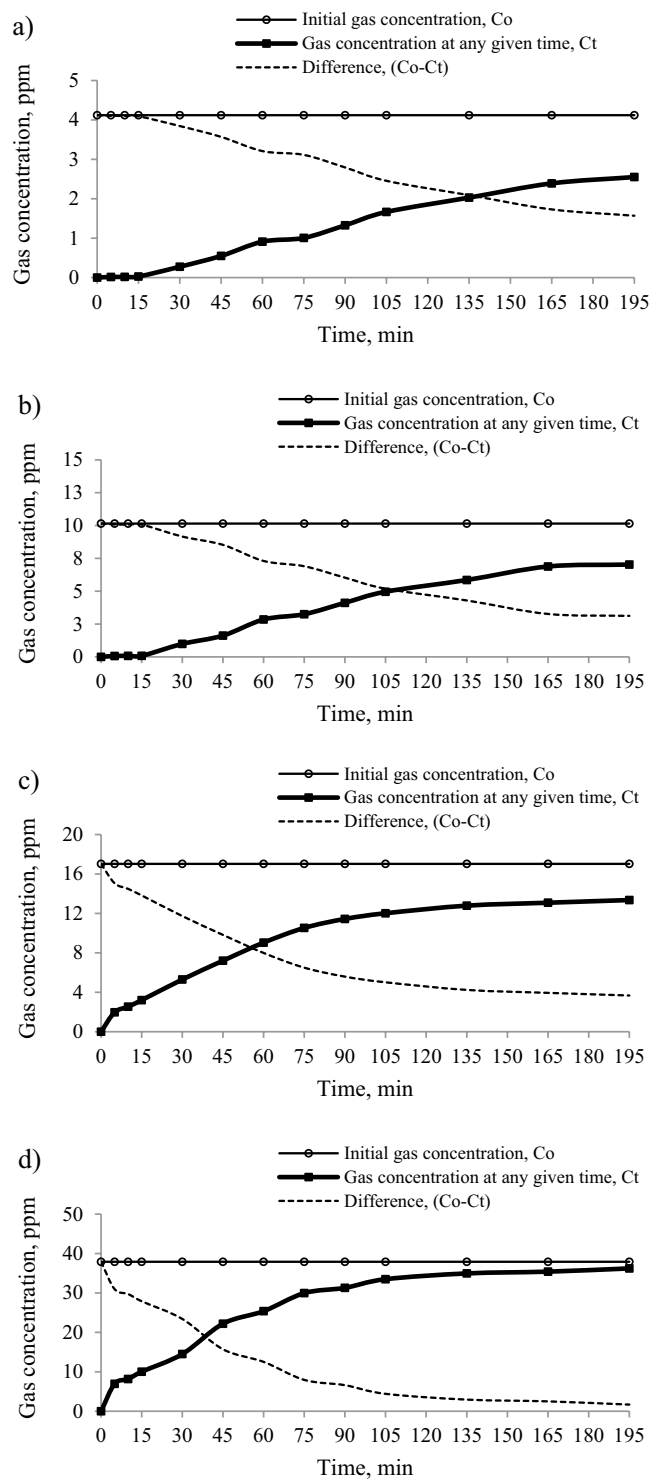 a)
Initial gas concentration, Co
Gas concentration at any given time, Ct
Difference, (Co-Ct)
Gas concentration, ppm
5
4
3
2
1
0
0 15 30 45 60 75 90 105 120 135 150 165 180 195
Time, min
b)
Initial gas concentration, Co
Gas concentration at any given time, Ct
Difference, (Co-Ct)
Gas concentration, ppm
15
13
10
8
5
3
0
0 15 30 45 60 75 90 105 120 135 150 165 180 195
Time, min
c)
Initial gas concentration, Co
Gas concentration at any given time, Ct
Difference, (Co-Ct)
Gas concentration, ppm
20
16
12
8
4
0
0 15 30 45 60 75 90 105 120 135 150 165 180 195
Time, min
d)
Initial gas concentration, Co
Gas concentration at any given time, Ct
Difference, (Co-Ct)
Gas concentration, ppm
50
40
30
20
10
0
0 15 30 45 60 75 90 105 120 135 150 165 180 195
Time, min